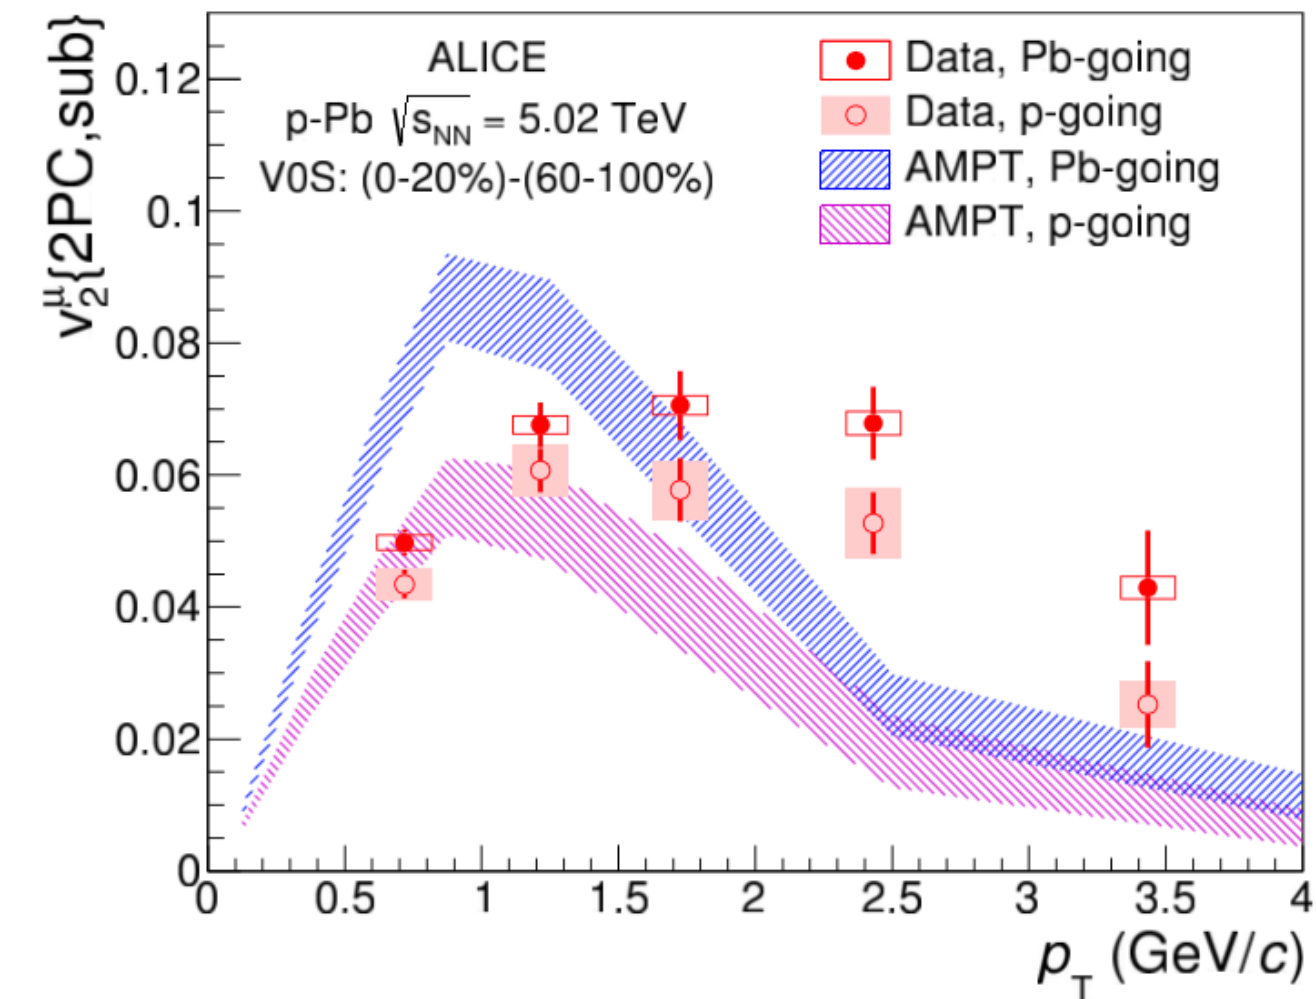 v₂^μ{2PC,sub}
0.12
0.1
0.08
0.06
0.04
0.02
0
ALICE
p-Pb √s_NN = 5.02 TeV
V0S: (0-20%)-(60-100%)
Data, Pb-going
Data, p-going
AMPT, Pb-going
AMPT, p-going
0 0.5 1 1.5 2 2.5 3 3.5 4
p_T (GeV/c)